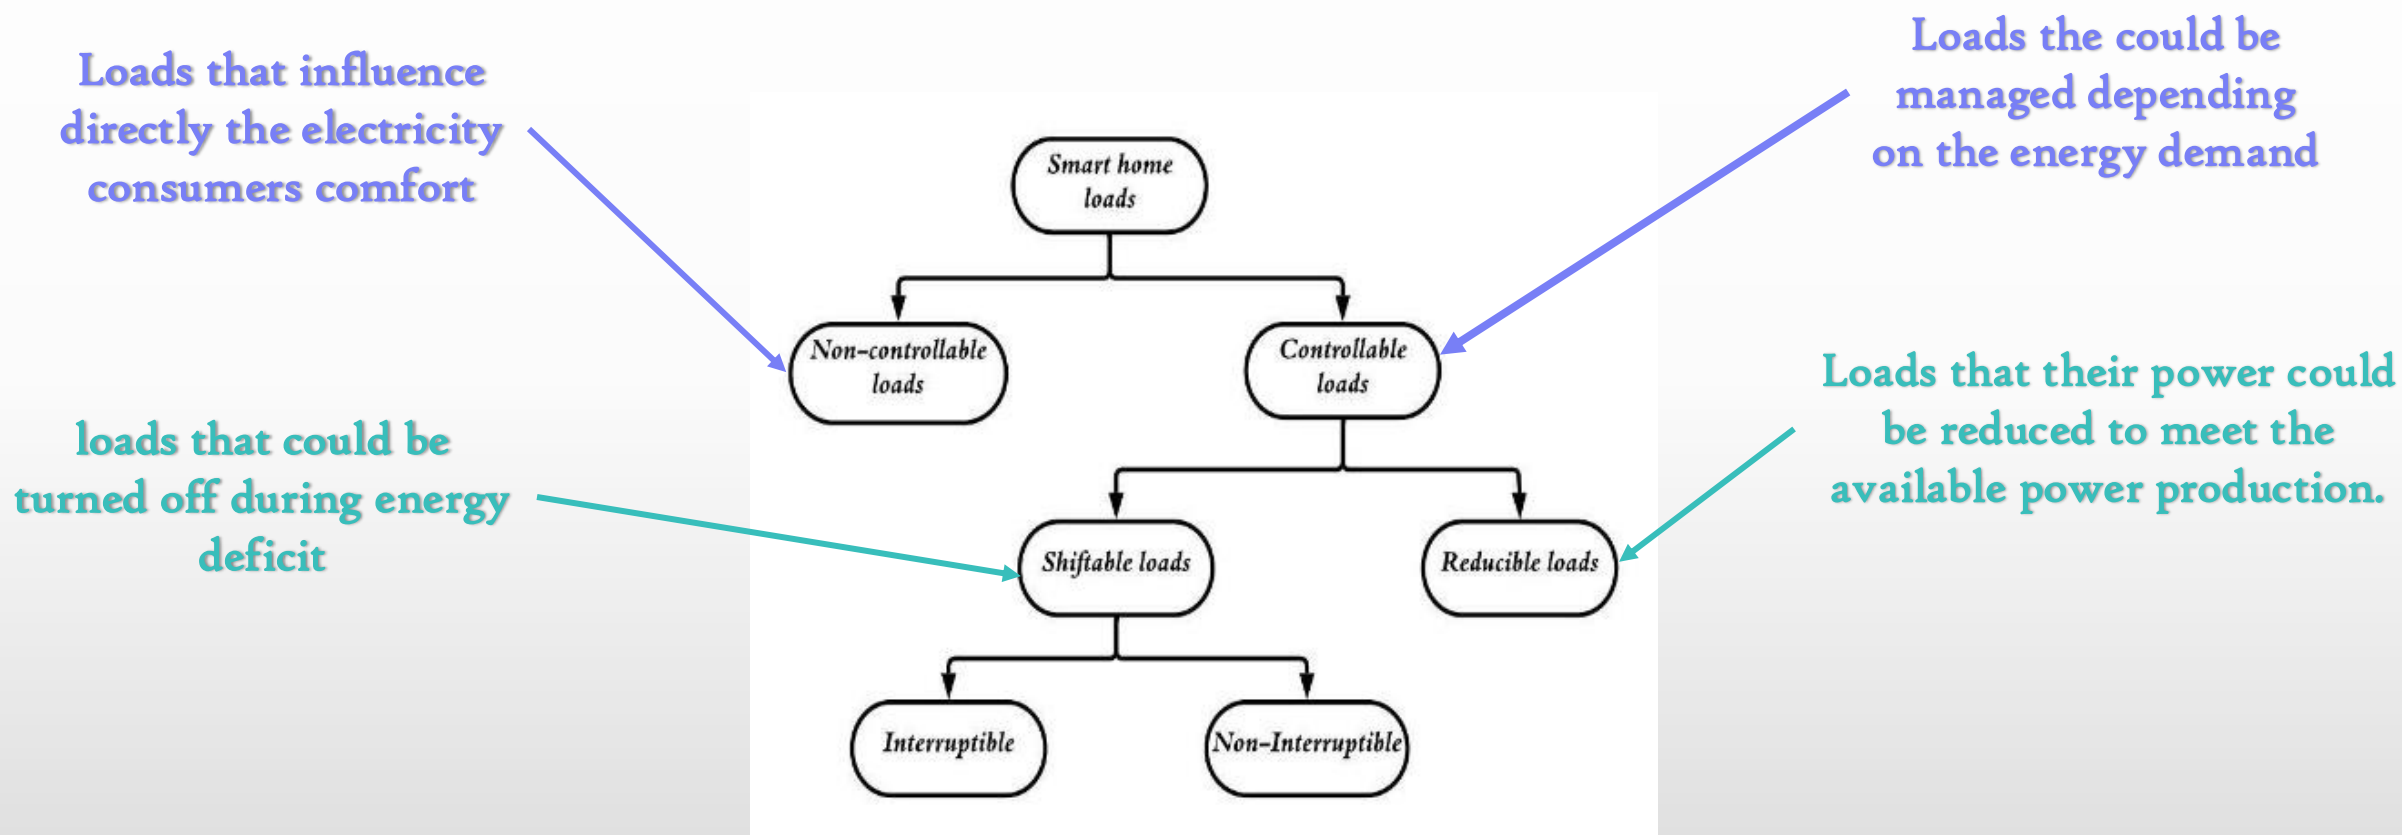 Loads that influence
directly the electricity
consumers comfort
Loads the could be
managed depending
on the energy demand
Smart home
loads
Non-controllable
loads
Controllable
loads
loads that could be
turned off during energy
deficit
Loads that their power could
be reduced to meet the
available power production.
Shiftable loads
Reducible loads
Interruptible
Non-Interruptible